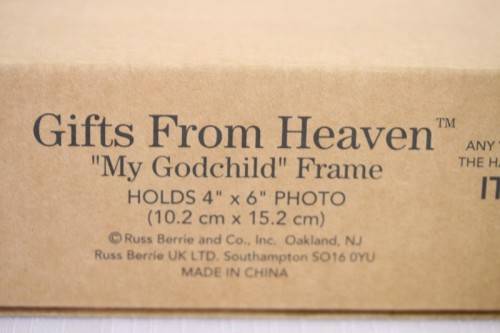 Gifts From Heaven™
"My Godchild" Frame
HOLDS 4" x 6" PHOTO
(10.2 cm x 15.2 cm)
©Russ Berrie and Co., Inc. Oakland, NJ
Russ Berrie UK LTD. Southampton SO16 0YU
MADE IN CHINA
ANY
THE HA
IT